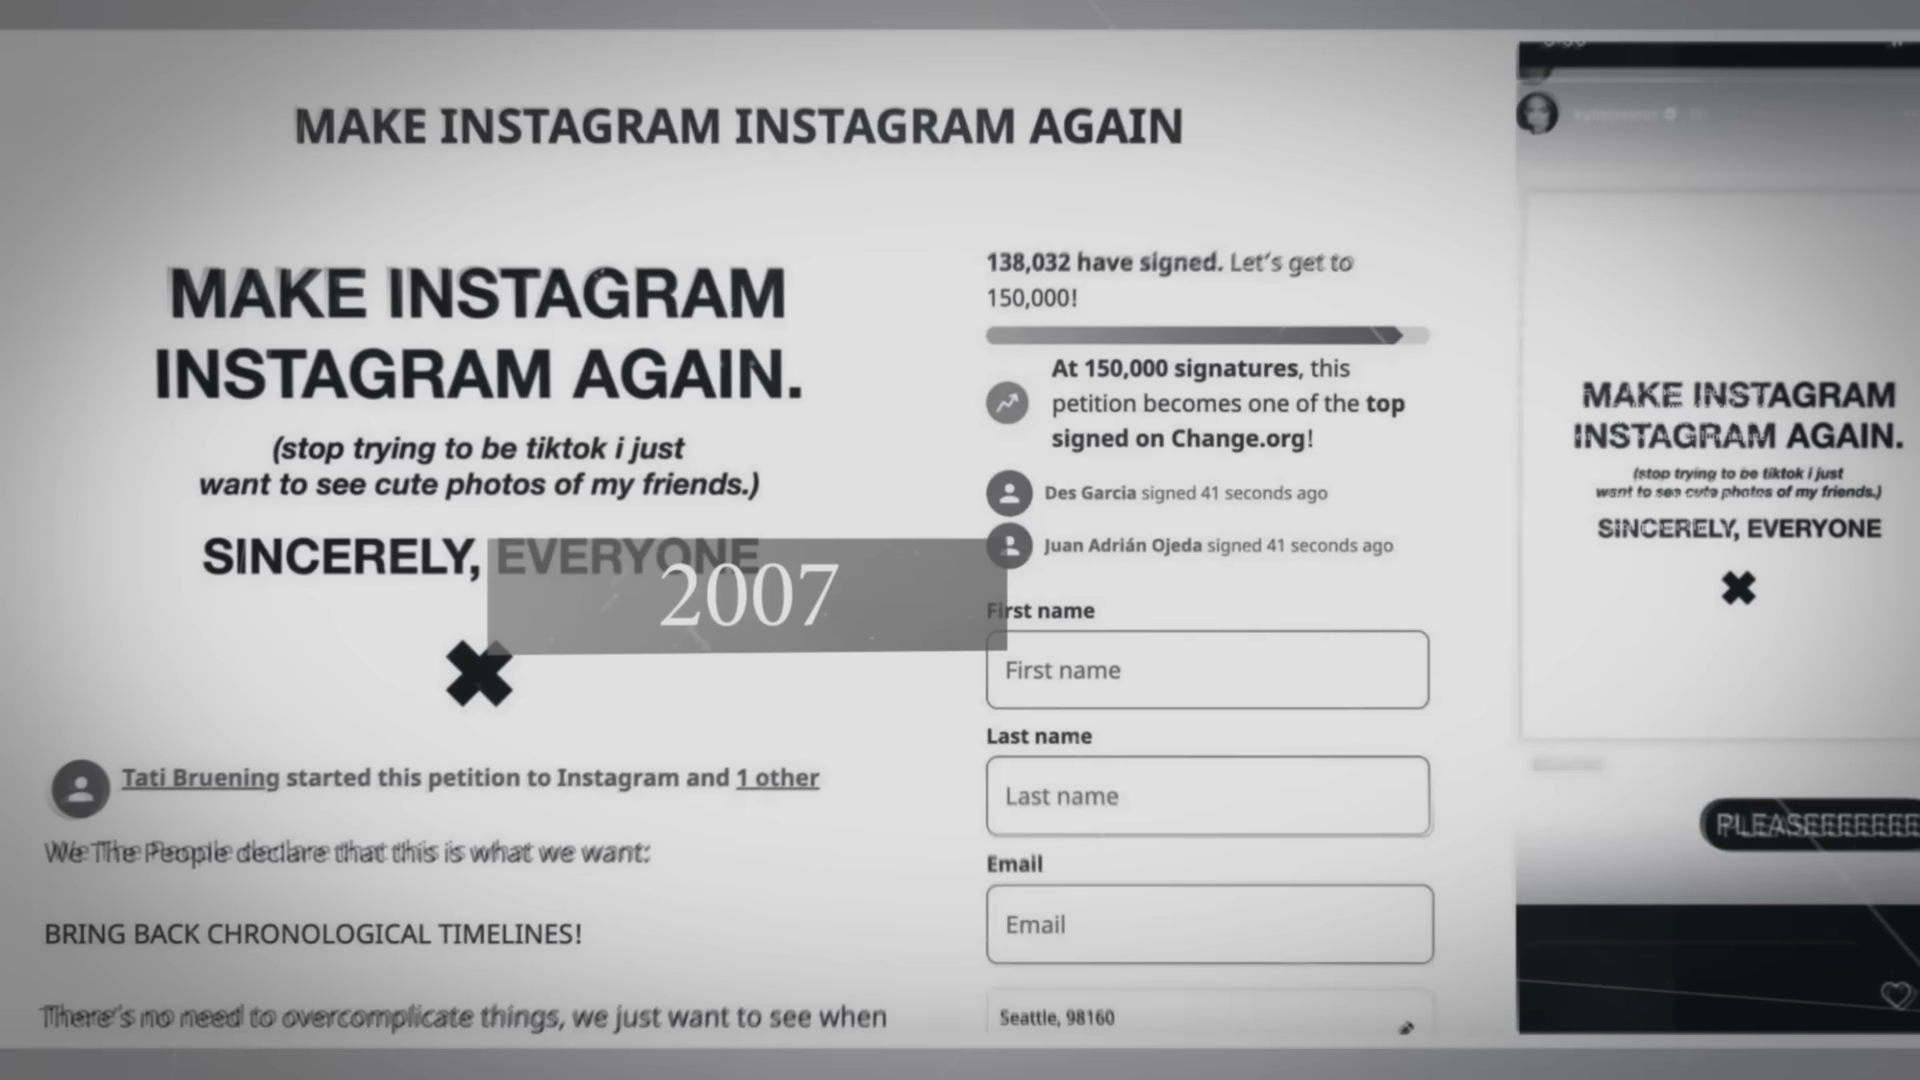 MAKE INSTAGRAM INSTAGRAM AGAIN
MAKE INSTAGRAM
INSTAGRAM AGAIN.
(stop trying to be tiktok i just
want to see cute photos of my friends.)
SINCERELY, EVERYONE
2007
Tati Bruening started this petition to Instagram and 1 other
We The People declare that this is what we want:
BRING BACK CHRONOLOGICAL TIMELINES!
There's no need to overcomplicate things, we just want to see when
138,032 have signed. Let's get to
150,000!
At 150,000 signatures, this
petition becomes one of the top
signed on Change.org!
Des Garcia signed 41 seconds ago
Juan Adrián Ojeda signed 41 seconds ago
First name
First name
Last name
Last name
Email
Email
Seattle, 98160
MAKE INSTAGRAM
INSTAGRAM AGAIN.
(stop trying to be tiktok i just
want to see cute photos of my friends.)
SINCERELY, EVERYONE
PLEASEEEEEEE